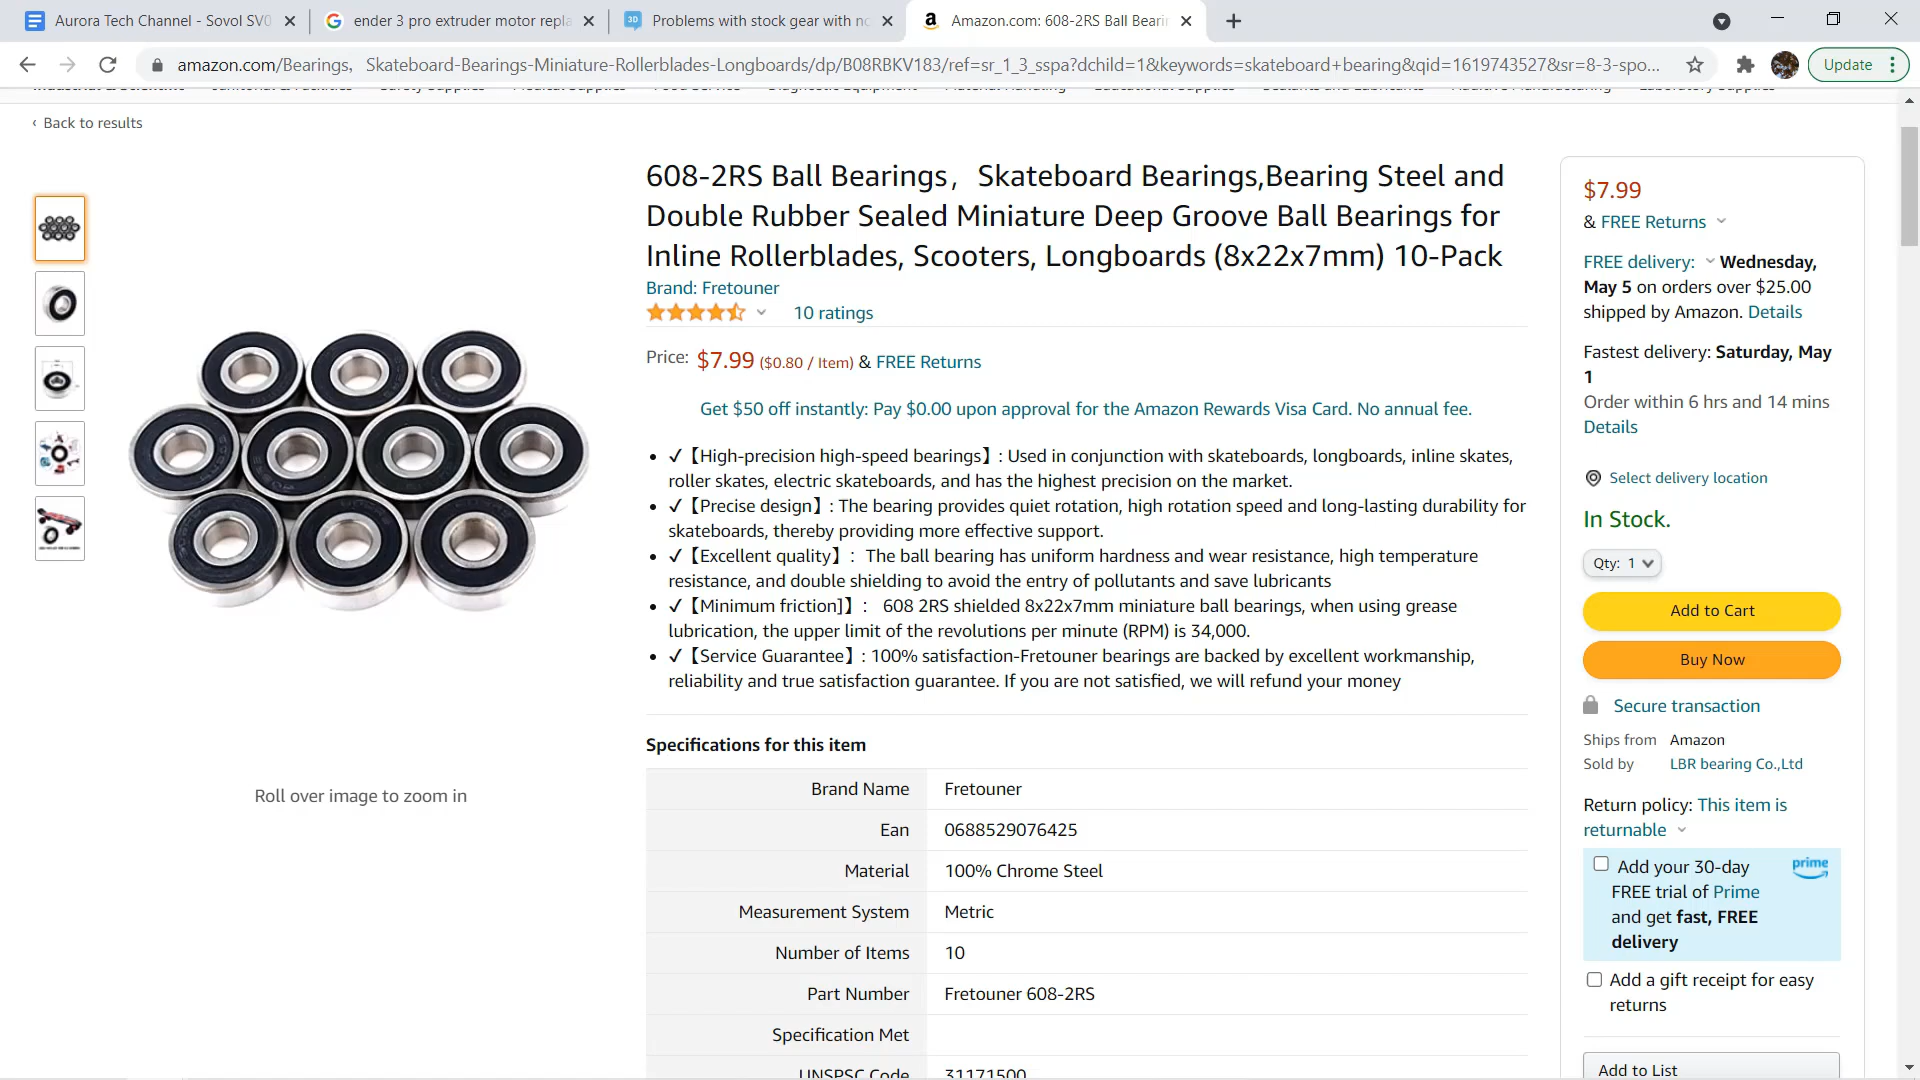 Aurora Tech Channel - Sovol SV0
ender 3 pro extruder motor repla
Problems with stock gear with no
Amazon.com: 608-2RS Ball Bearin
amazon.com/Bearings， Skateboard-Bearings-Miniature-Rollerblades-Longboards/dp/B08RBKV183/ref=sr_1_3_sspa?dchild=1&keywords=skateboard+bearing&qid=1619743527&sr=8-3-spo...
Update
‹ Back to results
608-2RS Ball Bearings，Skateboard Bearings,Bearing Steel and
Double Rubber Sealed Miniature Deep Groove Ball Bearings for
Inline Rollerblades, Scooters, Longboards (8x22x7mm) 10-Pack
Brand: Fretouner
10 ratings
Price: $7.99 ($0.80 / Item) & FREE Returns
Get $50 off instantly: Pay $0.00 upon approval for the Amazon Rewards Visa Card. No annual fee.
• ✓【High-precision high-speed bearings】: Used in conjunction with skateboards, longboards, inline skates,
roller skates, electric skateboards, and has the highest precision on the market.
• ✓【Precise design】: The bearing provides quiet rotation, high rotation speed and long-lasting durability for
skateboards, thereby providing more effective support.
• ✓【Excellent quality】：The ball bearing has uniform hardness and wear resistance, high temperature
resistance, and double shielding to avoid the entry of pollutants and save lubricants
• ✓【Minimum friction]】： 608 2RS shielded 8x22x7mm miniature ball bearings, when using grease
lubrication, the upper limit of the revolutions per minute (RPM) is 34,000.
• ✓【Service Guarantee】: 100% satisfaction-Fretouner bearings are backed by excellent workmanship,
reliability and true satisfaction guarantee. If you are not satisfied, we will refund your money
Roll over image to zoom in
Specifications for this item
Brand Name Fretouner
Ean 0688529076425
Material 100% Chrome Steel
Measurement System Metric
Number of Items 10
Part Number Fretouner 608-2RS
Specification Met
UNSPSC Code 31171500
$7.99
& FREE Returns
FREE delivery: Wednesday,
May 5 on orders over $25.00
shipped by Amazon. Details
Fastest delivery: Saturday, May
1
Order within 6 hrs and 14 mins
Details
Select delivery location
In Stock.
Qty: 1
Add to Cart
Buy Now
Secure transaction
Ships from Amazon
Sold by LBR bearing Co.,Ltd
Return policy: This item is
returnable
Add your 30-day
prime
FREE trial of Prime
and get fast, FREE
delivery
Add a gift receipt for easy
returns
Add to List